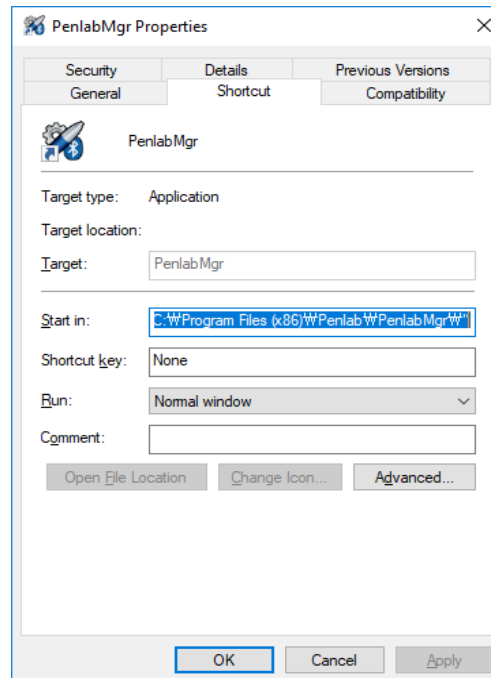 PenlabMgr Properties
Security Details Previous Versions
General Shortcut Compatibility
PenlabMgr
Target type: Application
Target location:
Target: PenlabMgr
Start in: C:₩Program Files (x86)₩Penlab₩PenlabMgr₩"
Shortcut key: None
Run: Normal window
Comment:
Open File Location Change Icon... Advanced...
OK Cancel Apply